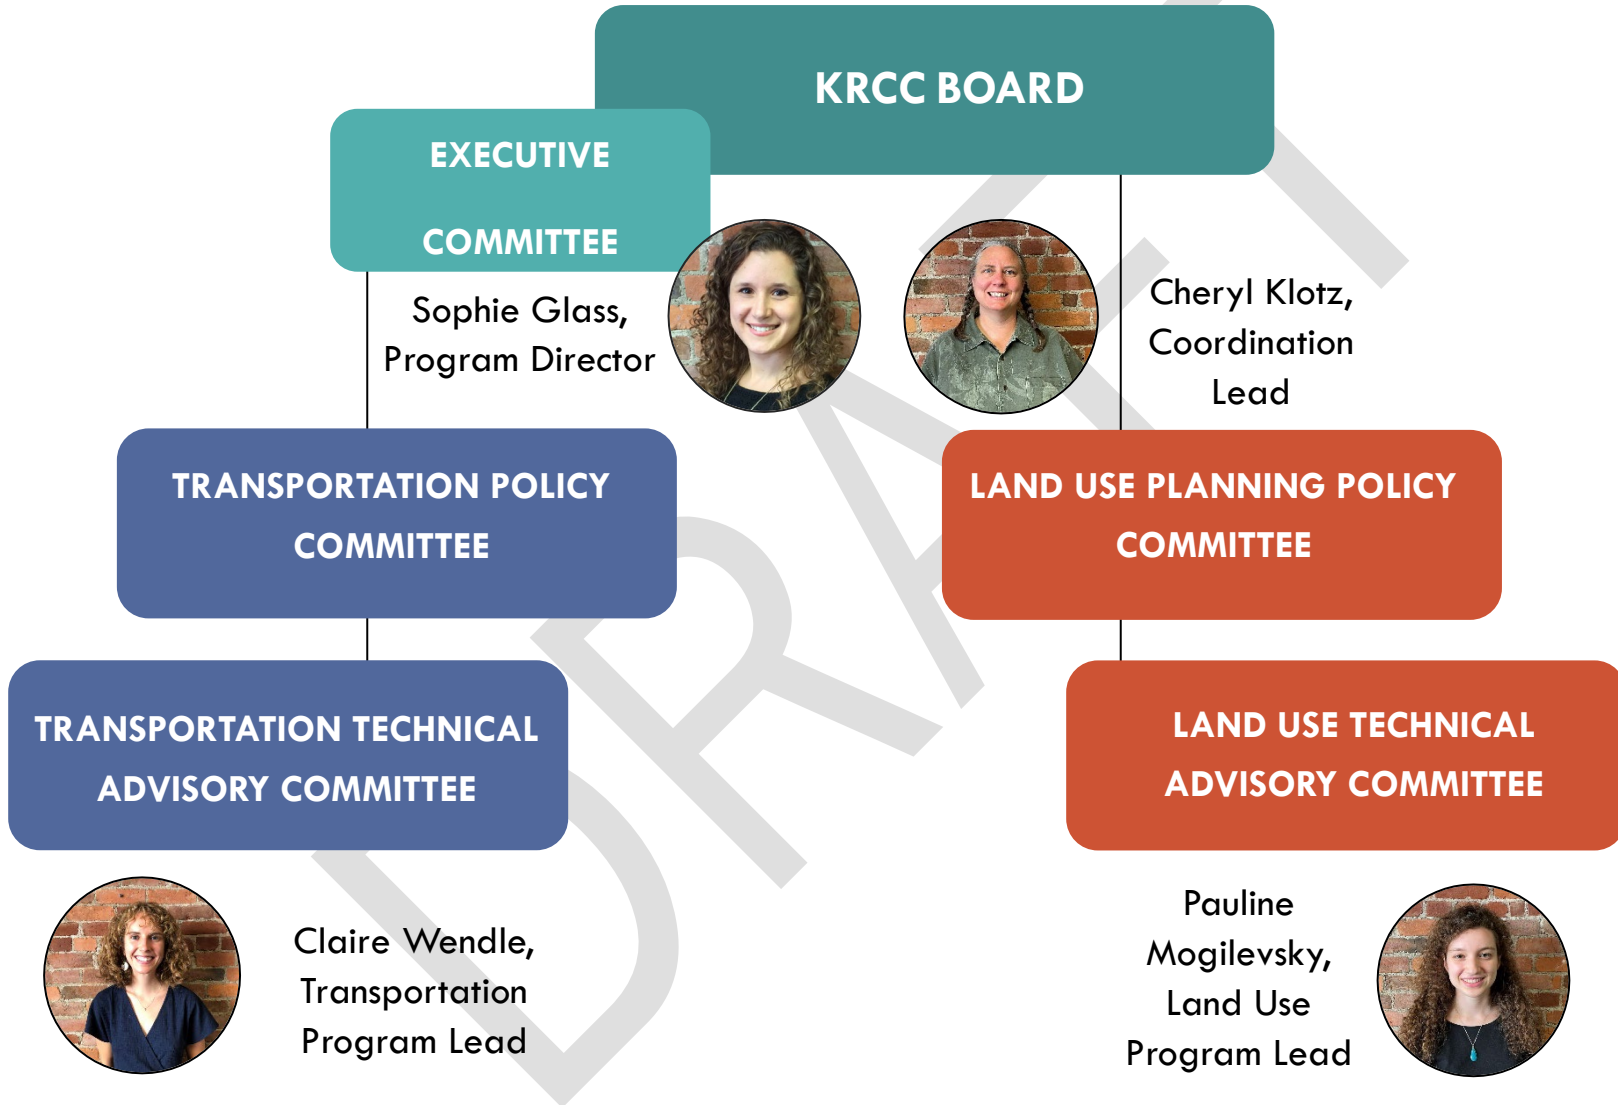 KRCC BOARD
EXECUTIVE
COMMITTEE
Sophie Glass,
Program Director
Cheryl Klotz,
Coordination
Lead
TRANSPORTATION POLICY
COMMITTEE
LAND USE PLANNING POLICY
COMMITTEE
TRANSPORTATION TECHNICAL
ADVISORY COMMITTEE
LAND USE TECHNICAL
ADVISORY COMMITTEE
Claire Wendle,
Transportation
Program Lead
Pauline
Mogilevsky,
Land Use
Program Lead
DRAFT